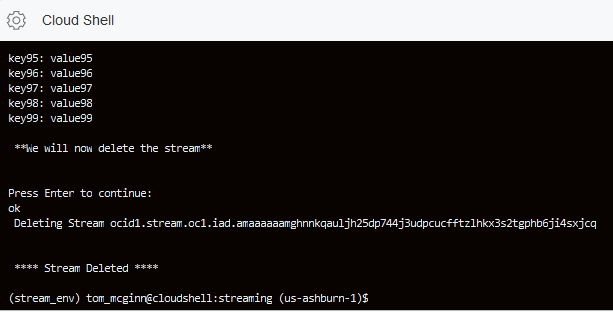 Cloud Shell
key95: value95
key96: value96
key97: value97
key98: value98
key99: value99
**We will now delete the stream**
Press Enter to continue:
ok
Deleting Stream ocid1.stream.oc1.iad.amaaaaaamghnnkqauljh25dp744j3udpcucfftzlhkx3s2tgphb6ji4sxjcq
**** Stream Deleted ****
(stream_env) tom_mcginn@cloudshell:streaming (us-ashburn-1)$